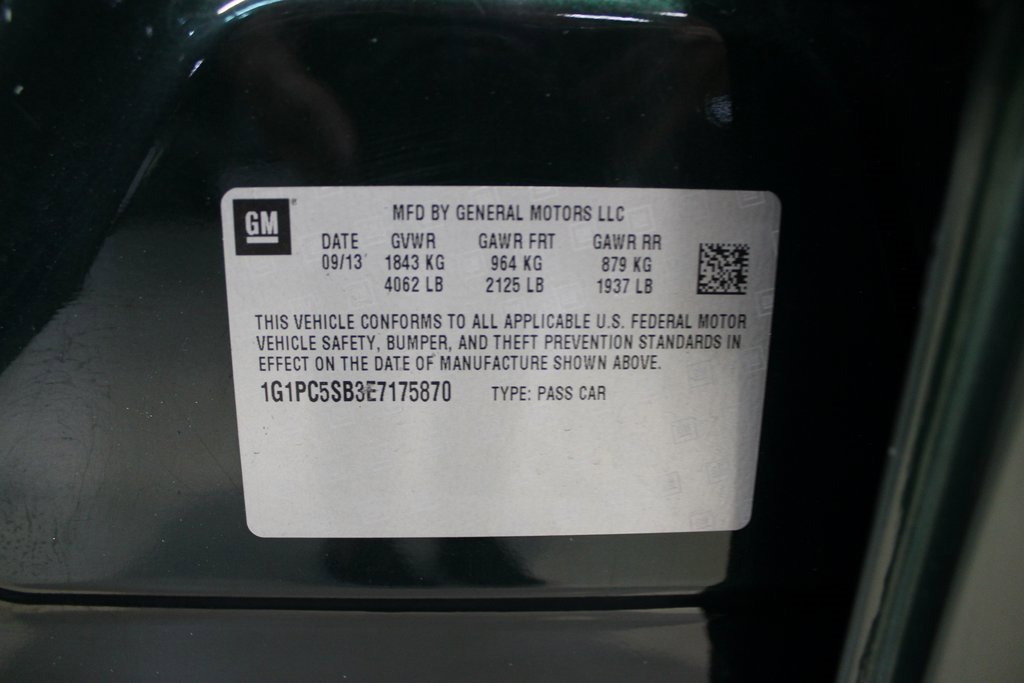 GM
MFD BY GENERAL MOTORS LLC
DATE GVWR GAWR FRT GAWR RR
09/13 1843 KG 964 KG 879 KG
4062 LB 2125 LB 1937 LB
THIS VEHICLE CONFORMS TO ALL APPLICABLE U.S. FEDERAL MOTOR
VEHICLE SAFETY, BUMPER, AND THEFT PREVENTION STANDARDS IN
EFFECT ON THE DATE OF MANUFACTURE SHOWN ABOVE.
1G1PC5SB3E7175870 TYPE: PASS CAR